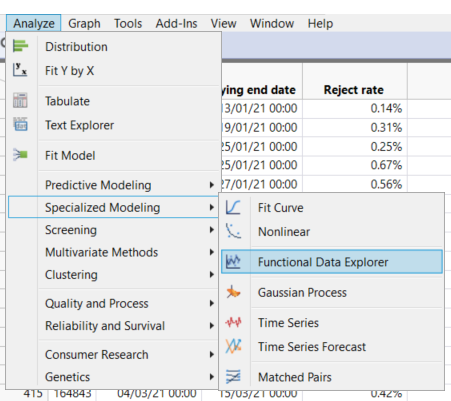 Analyze Graph Tools Add-Ins View Window Help
Distribution
Fit Y by X
ying end date Reject rate
Tabulate
13/01/21 00:00 0.14%
Text Explorer
19/01/21 00:00 0.31%
25/01/21 00:00 0.25%
Fit Model
25/01/21 00:00 0.67%
Predictive Modeling
27/01/21 00:00 0.56%
Specialized Modeling
Fit Curve
Screening
Nonlinear
Multivariate Methods
Functional Data Explorer
Clustering
Gaussian Process
Quality and Process
Reliability and Survival
Time Series
Time Series Forecast
Consumer Research
Genetics
Matched Pairs
415 164843 04/03/21 00:00 15/03/21 00:00 0.42%